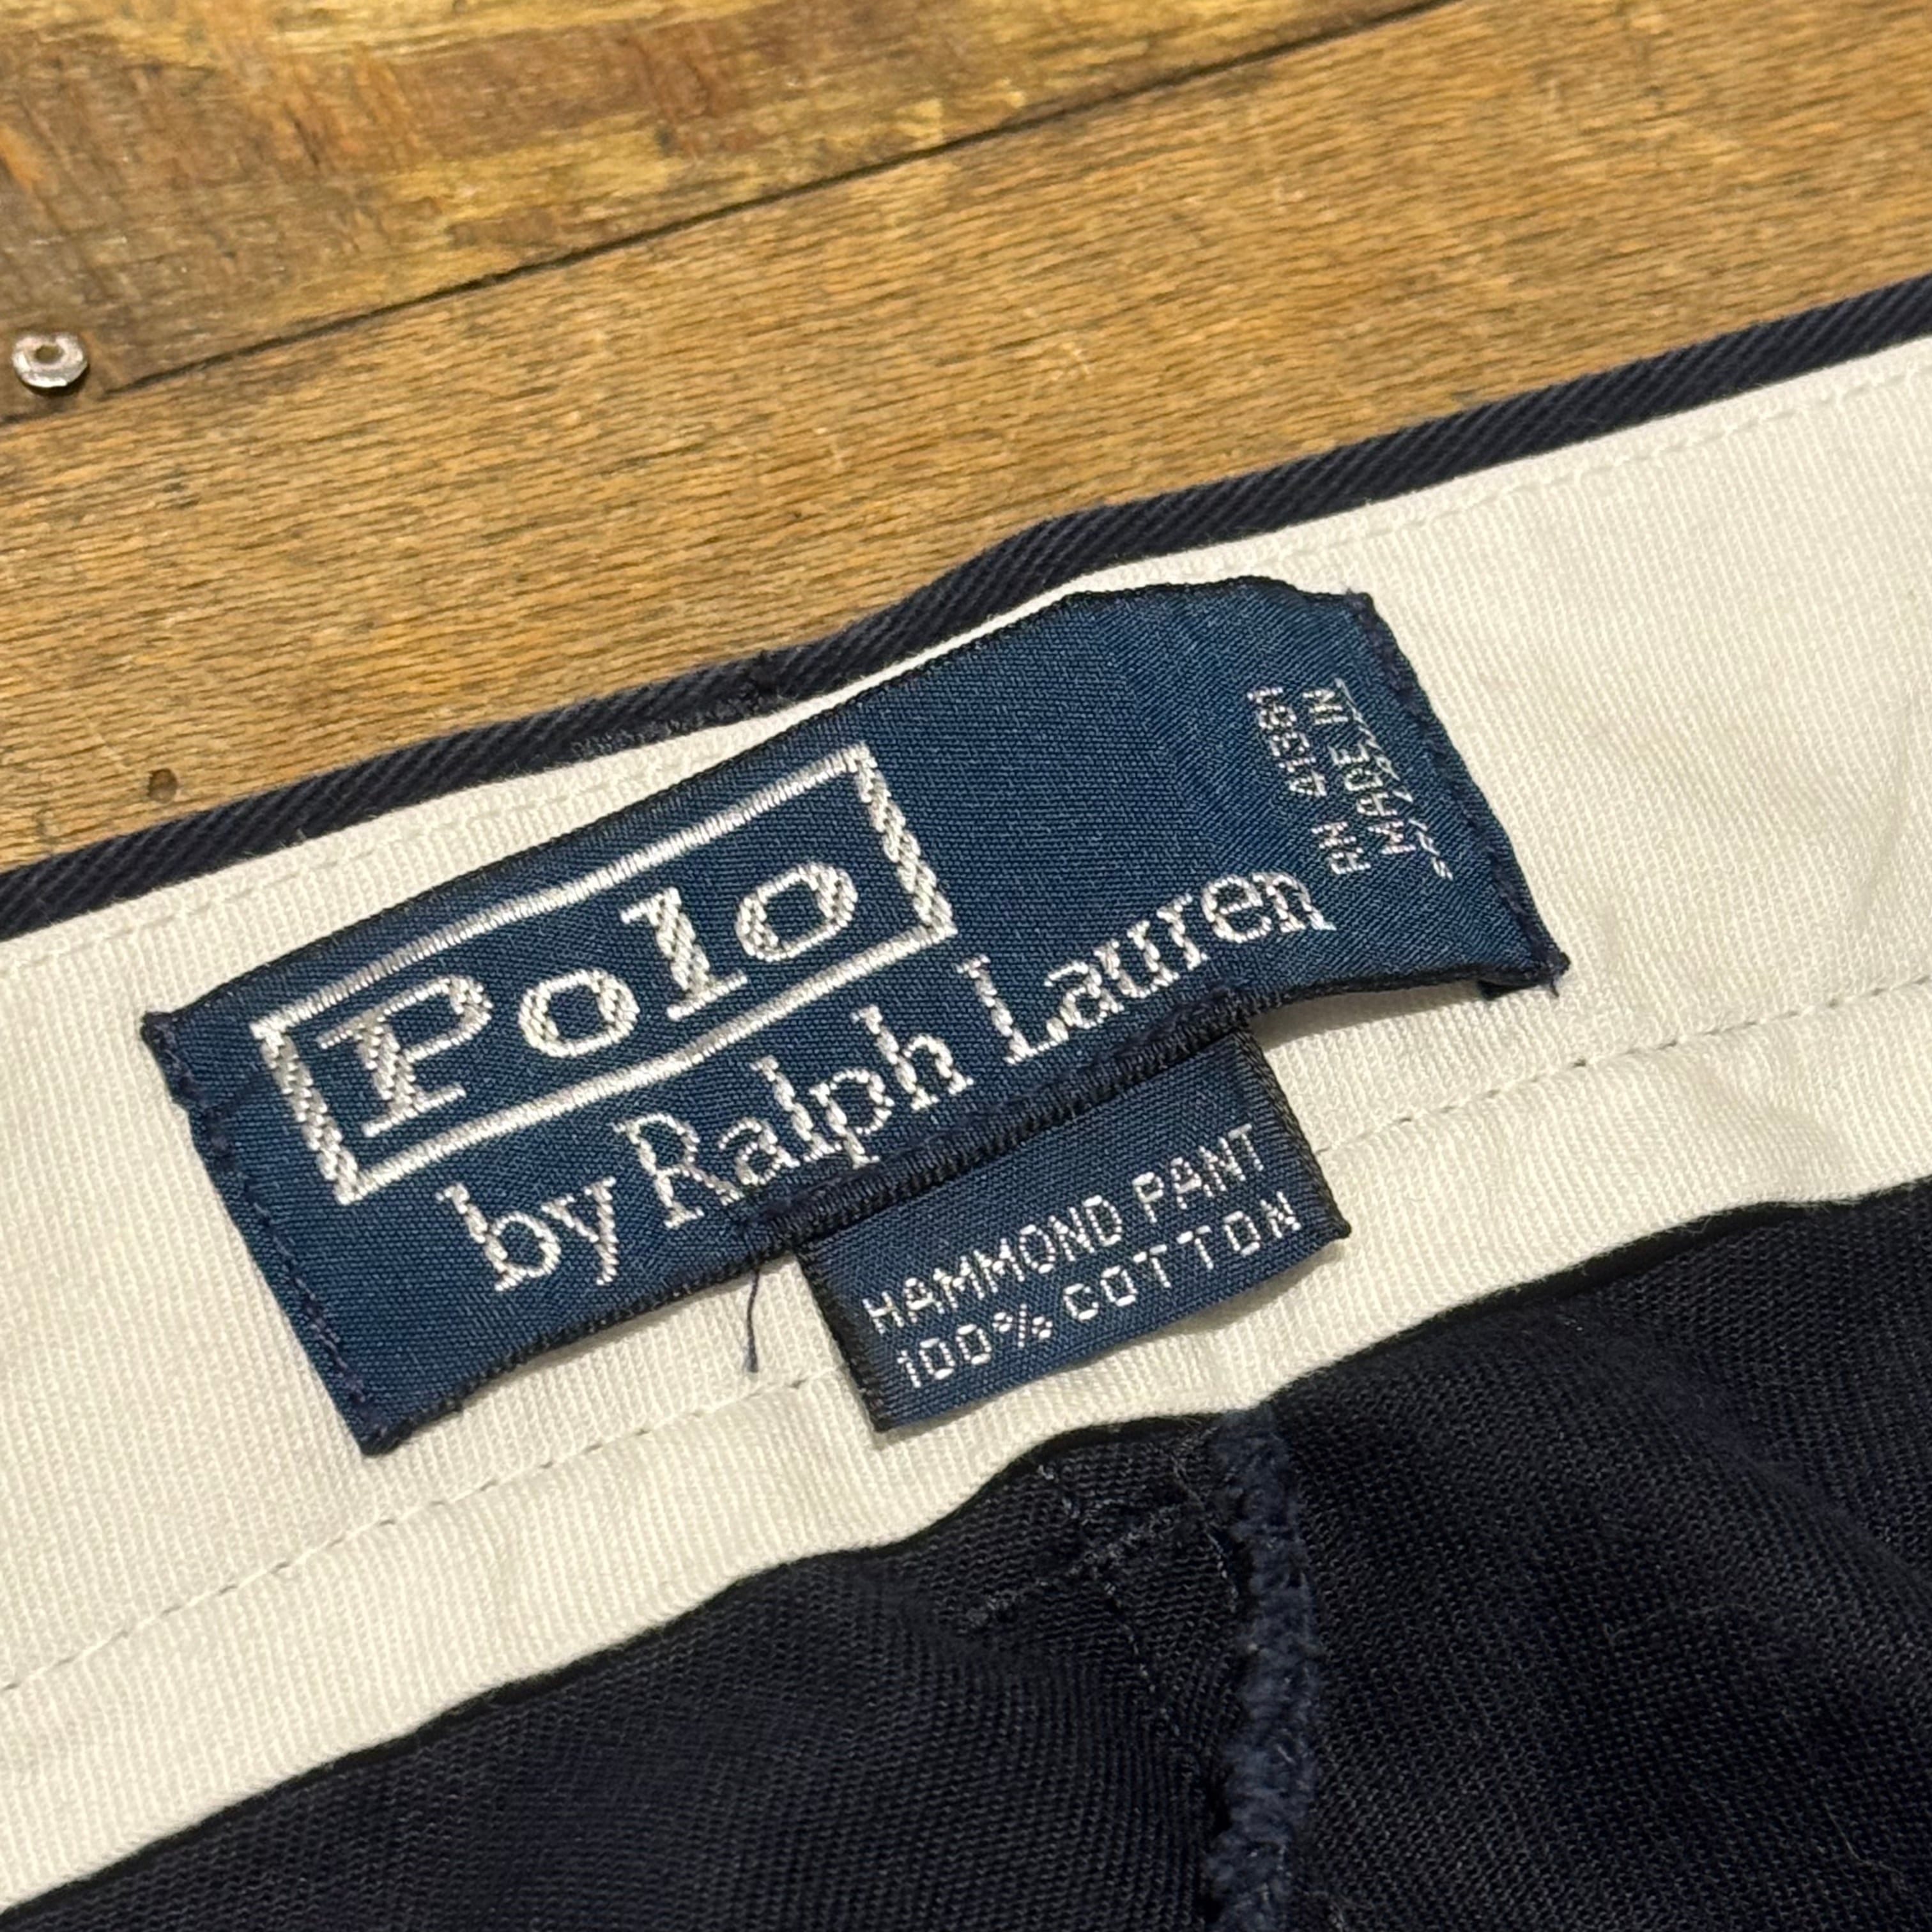 Polo
by Ralph Lauren
RN 41381
MADE IN
HAMMOND PANT
100% COTTON